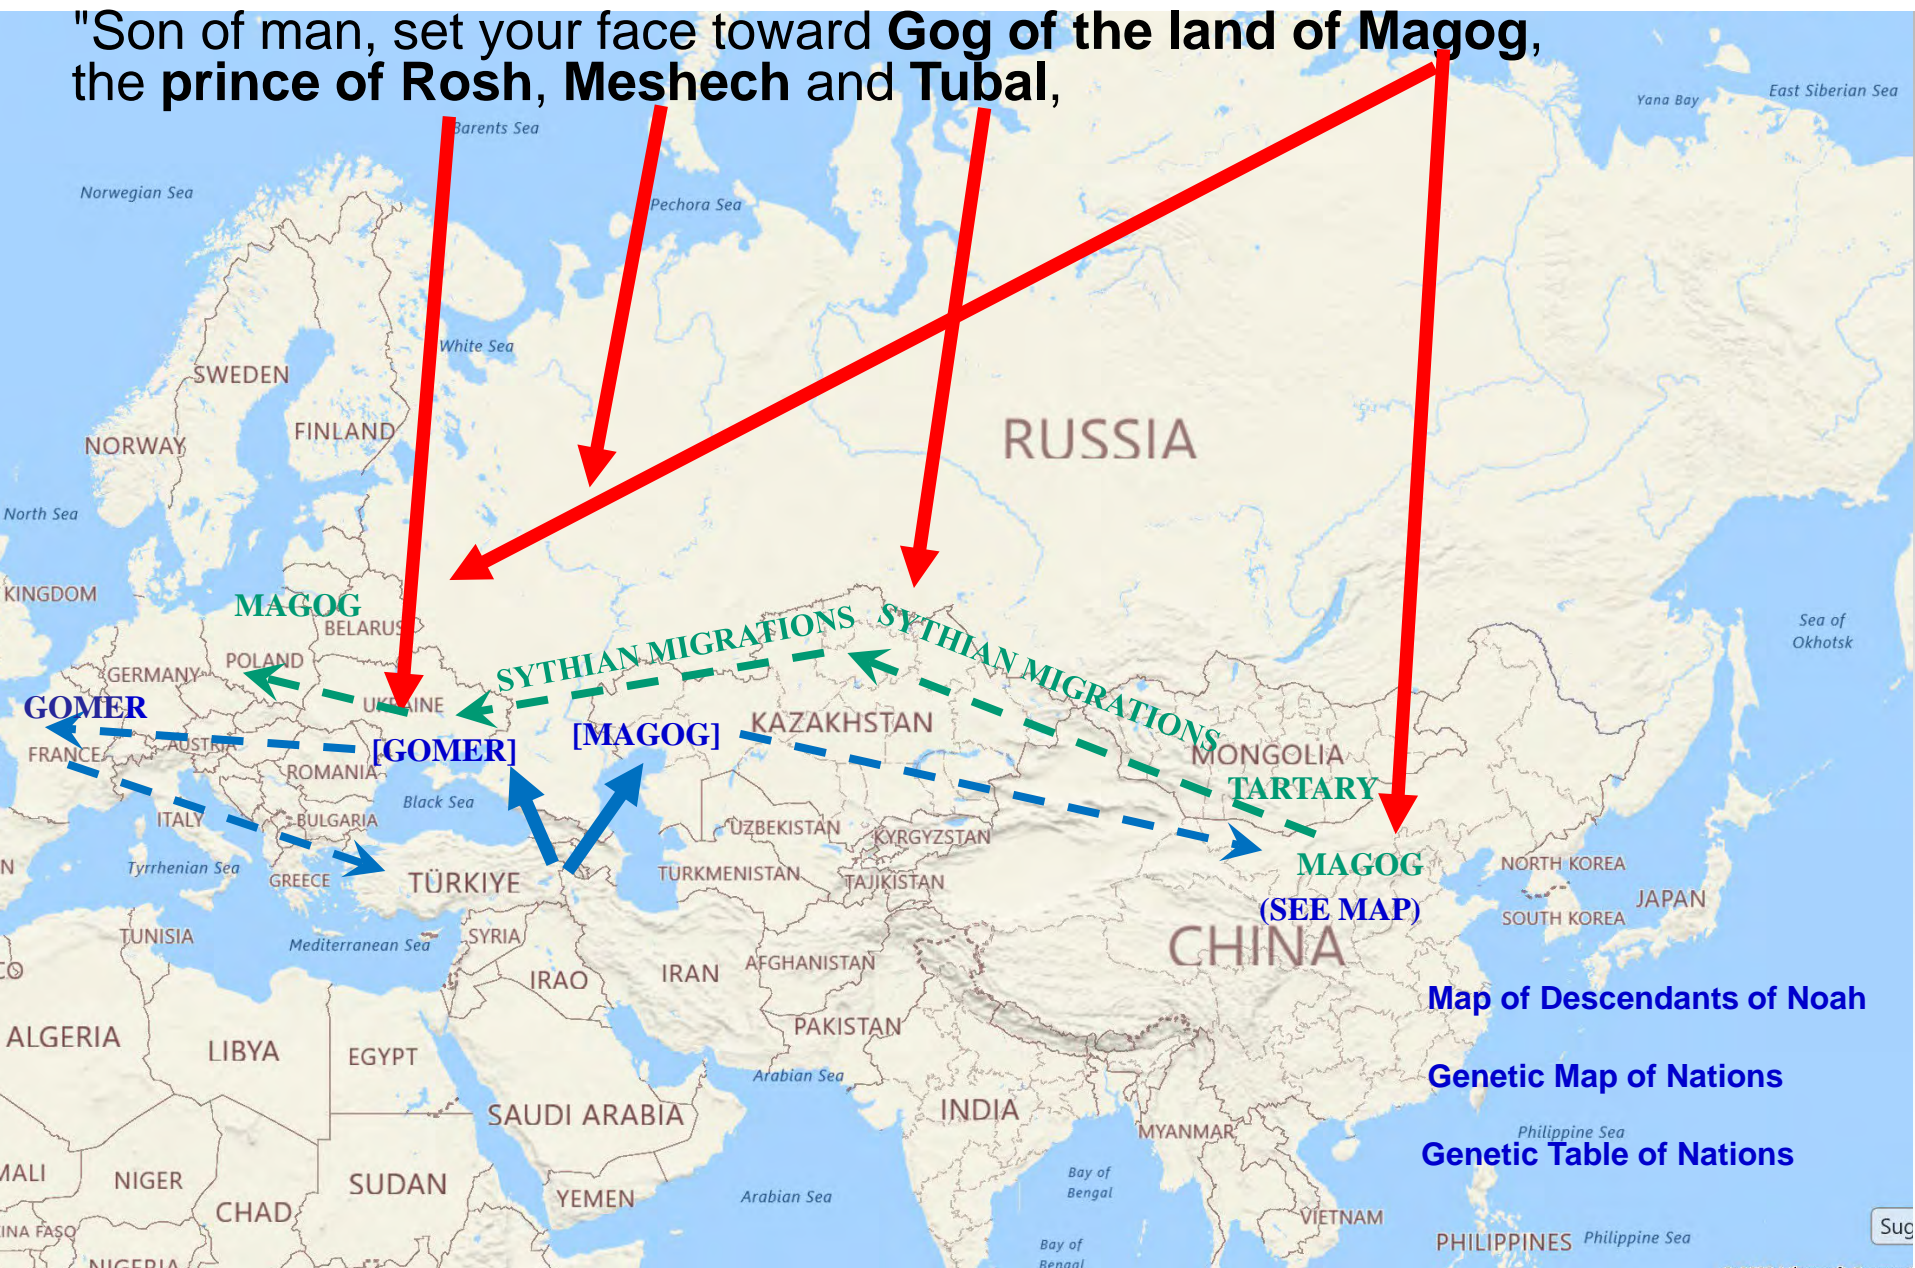 "Son of man, set your face toward Gog of the land of Magog,
the prince of Rosh, Meshech and Tubal,
Barents Sea
Yana Bay
East Siberian Sea
Norwegian Sea
Pechora Sea
White Sea
SWEDEN
NORWAY
FINLAND
RUSSIA
North Sea
KINGDOM
MAGOG
BELARUS
SYTHIAN MIGRATIONS
SYTHIAN MIGRATIONS
Sea of
Okhotsk
GERMANY
POLAND
GOMER
UKRAINE
[GOMER]
[MAGOG]
KAZAKHSTAN
MONGOLIA
FRANCE
AUSTRIA
ROMANIA
TARTARY
Black Sea
ITALY
BULGARIA
UZBEKISTAN
KYRGYZSTAN
N
Tyrrhenian Sea
GREECE
TÜRKIYE
TURKMENISTAN
TAJIKISTAN
MAGOG
NORTH KOREA
(SEE MAP)
JAPAN
SOUTH KOREA
TUNISIA
Mediterranean Sea
SYRIA
CHINA
CO
IRAQ
IRAN
AFGHANISTAN
Map of Descendants of Noah
ALGERIA
LIBYA
EGYPT
PAKISTAN
Arabian Sea
Genetic Map of Nations
SAUDI ARABIA
INDIA
MYANMAR
Philippine Sea
Genetic Table of Nations
MALI
NIGER
SUDAN
YEMEN
Arabian Sea
Bay of
Bengal
CHAD
VIETNAM
INA FASO
PHILIPPINES
Philippine Sea
Sug
NIGERIA
Bay of
Bengal